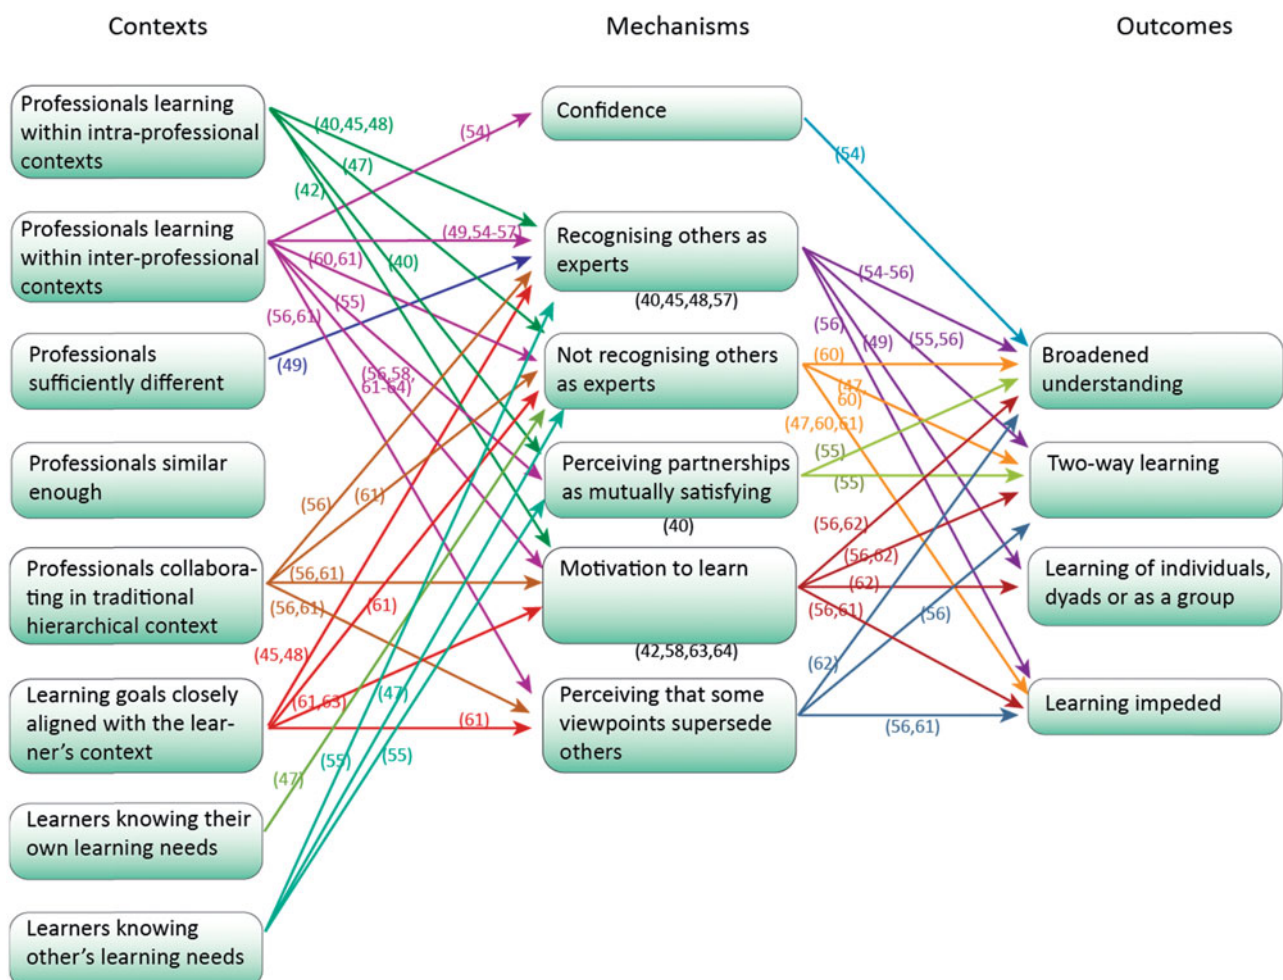 Contexts
Mechanisms
Outcomes
Professionals learning
within intra-professional
contexts
Professionals learning
within inter-professional
contexts
Professionals
sufficiently different
Professionals similar
enough
Professionals collabora-
ting in traditional
hierarchical context
Learning goals closely
aligned with the lear-
ner's context
Learners knowing their
own learning needs
Learners knowing
other's learning needs
(40,45,48)
(47)
(42)
(54)
(49,54-57)
(60,61)
(40)
(55)
(56,61)
(49)
(56,58,
61-64)
(56)
(61)
(56,61)
(56,61)
(61)
(45,48)
(61,63)
(47)
(61)
(55)
(55)
(47)
Confidence
Recognising others as
experts
(40,45,48,57)
Not recognising others
as experts
Perceiving partnerships
as mutually satisfying
(40)
Motivation to learn
(42,58,63,64)
Perceiving that some
viewpoints supersede
others
(54)
(54-56)
(56)
(49)
(55,56)
(60)
(47,
60)
(47,60,61)
(55)
(55)
(56,62)
(56,62)
(62)
(56,61)
(56)
(62)
(56,61)
Broadened
understanding
Two-way learning
Learning of individuals,
dyads or as a group
Learning impeded